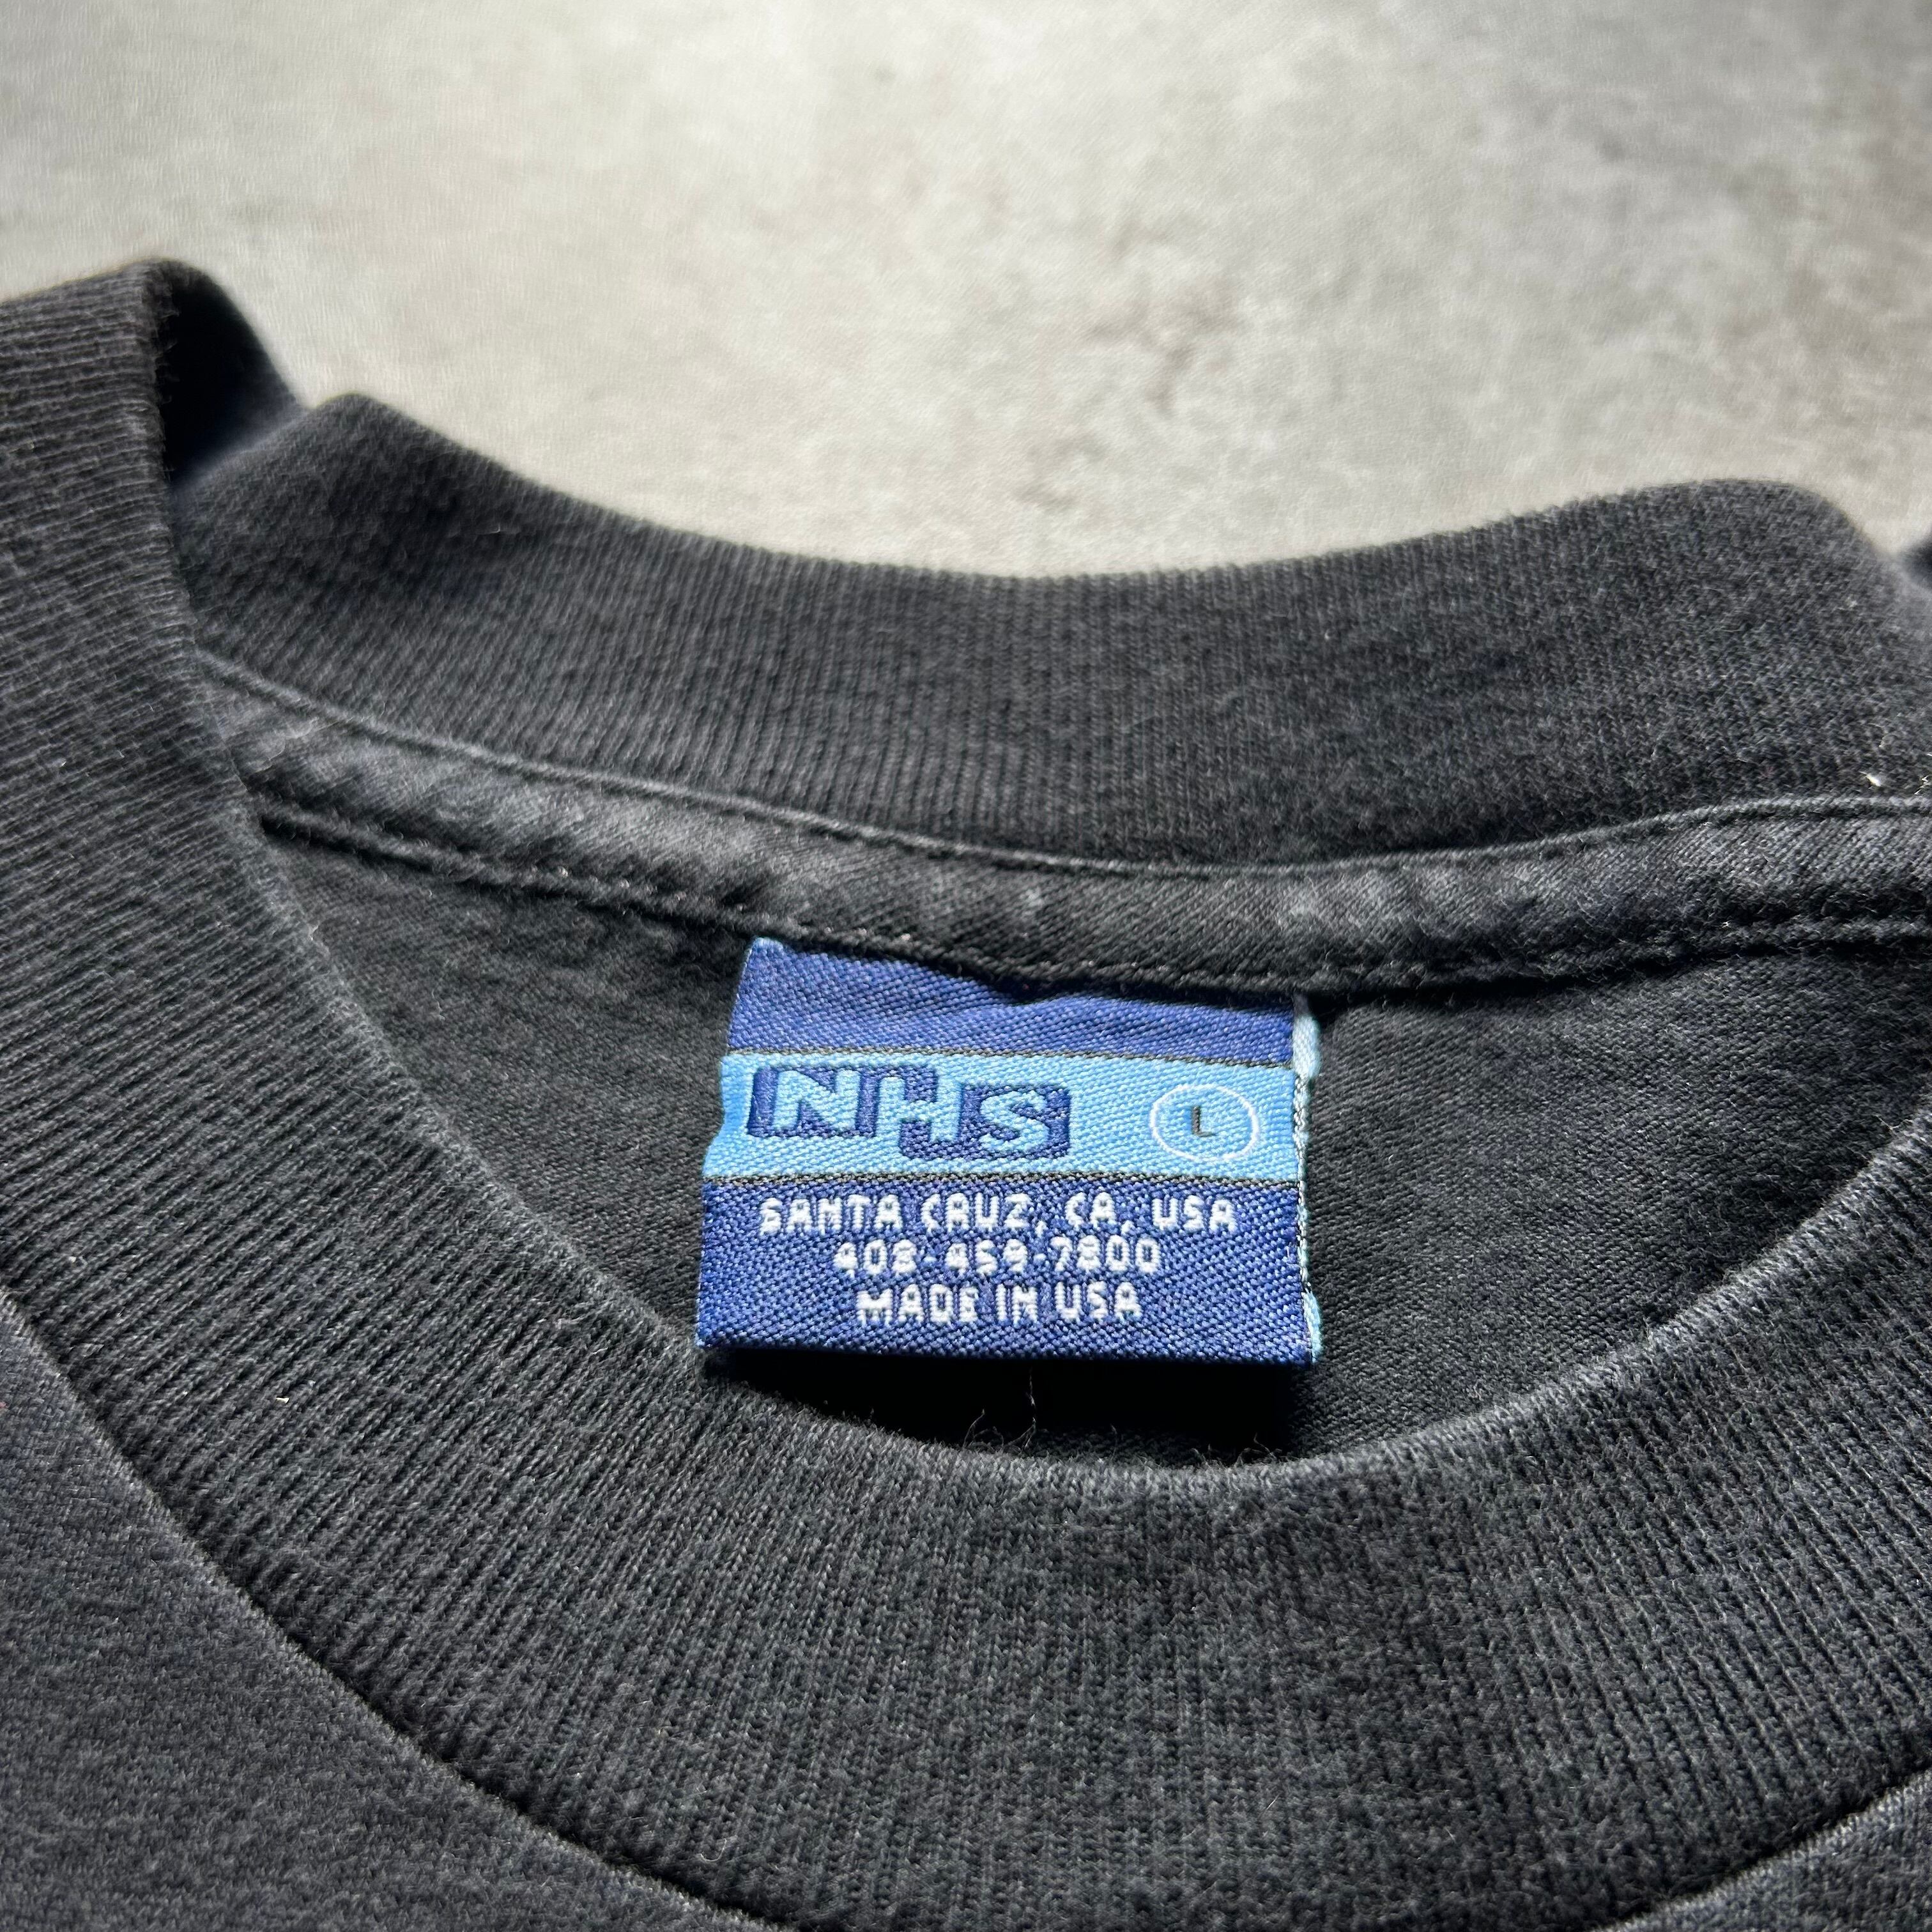 NHS L
SANTA CRUZ, CA, USA
408-459-7800
MADE IN USA